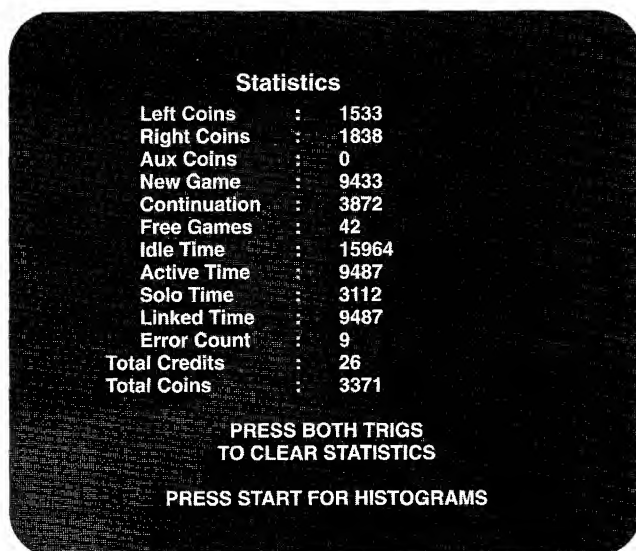 Statistics
Left Coins : 1533
Right Coins : 1838
Aux Coins : 0
New Game : 9433
Continuation : 3872
Free Games : 42
Idle Time : 15964
Active Time : 9487
Solo Time : 3112
Linked Time : 9487
Error Count : 9
Total Credits : 26
Total Coins : 3371
PRESS BOTH TRIGS
TO CLEAR STATISTICS
PRESS START FOR HISTOGRAMS